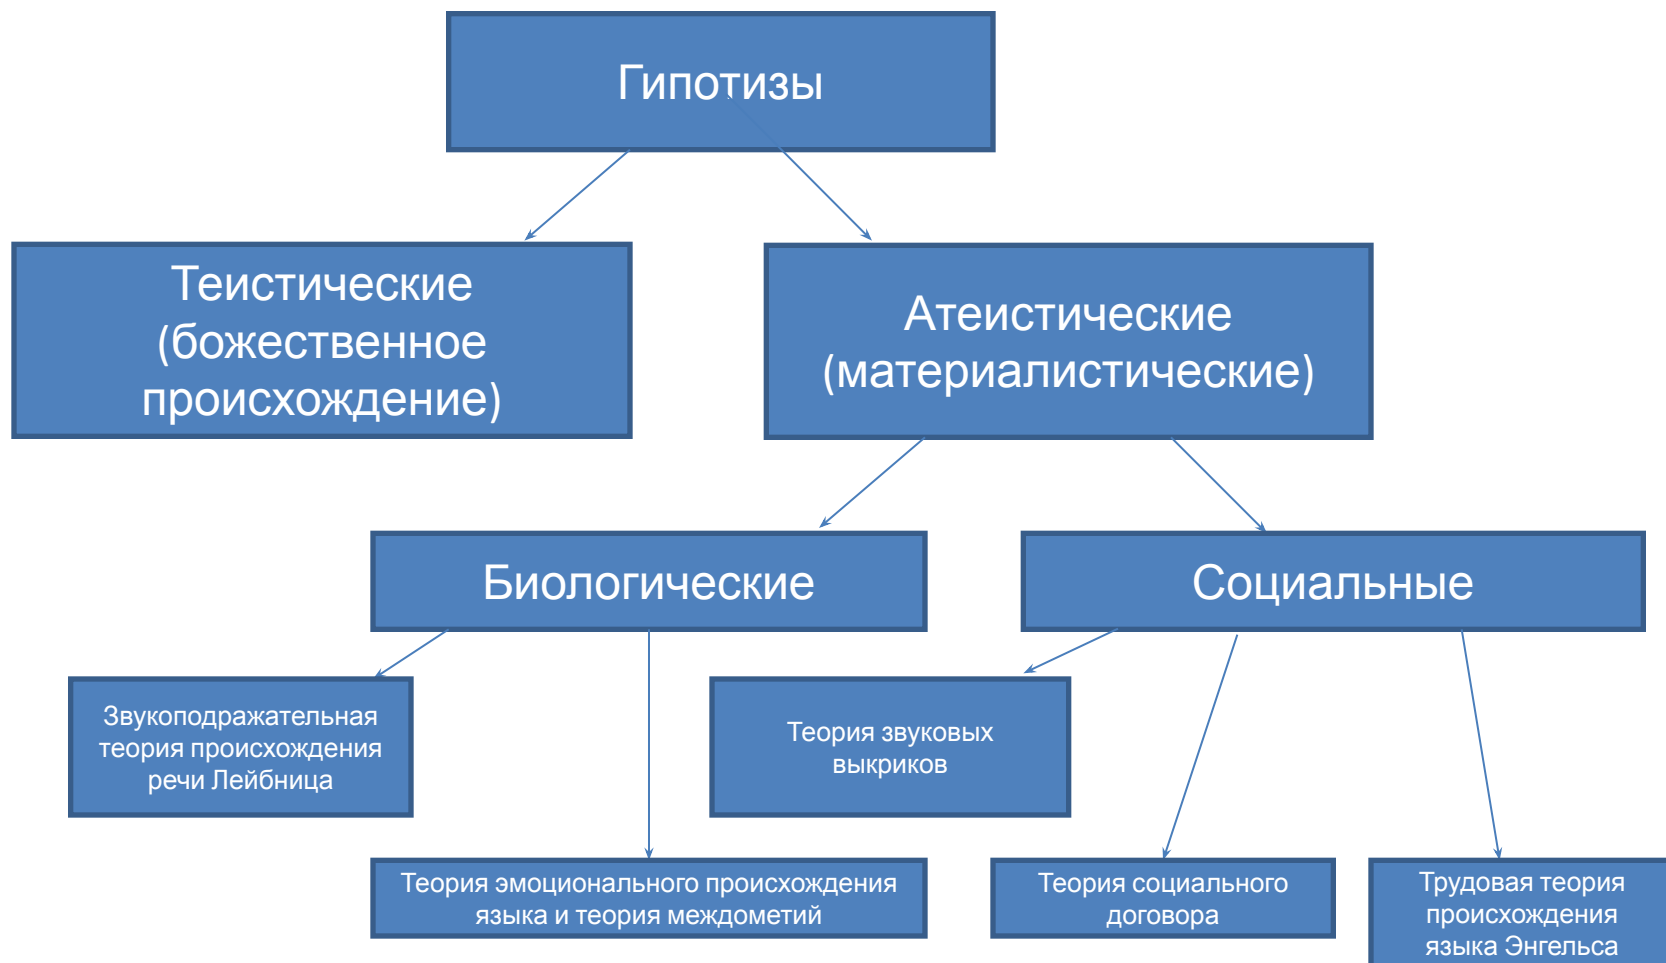 Гипотизы
Теистические
(божественное
происхождение)
Атеистические
(материалистические)
Биологические
Социальные
Звукоподражательная
теория происхождения
речи Лейбница
Теория звуковых
выкриков
Теория эмоционального происхождения
языка и теория междометий
Теория социального
договора
Трудовая теория
происхождения
языка Энгельса